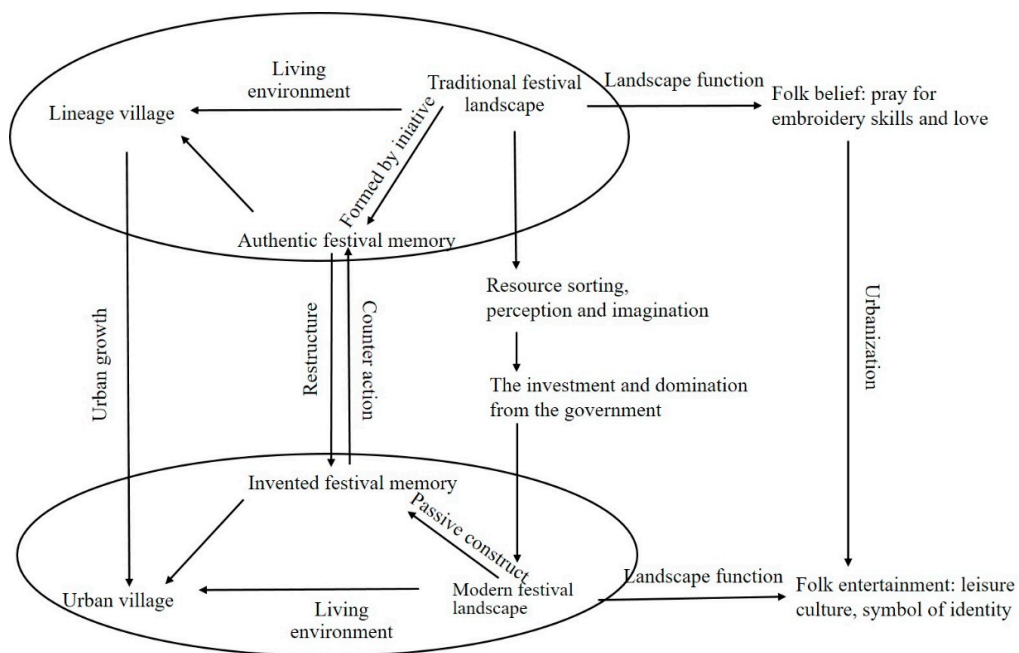 Living
environment
Traditional festival
landscape
Landscape function
Lineage village
Folk belief: pray for
embroidery skills and love
Formed by iniative
Authentic festival memory
Urban growth
Restructure
Counter action
Resource sorting,
perception and imagination
Urbanization
The investment and domination
from the government
Invented festival memory
Passive construct
Urban village
Living
environment
Modern festival
landscape
Landscape function
Folk entertainment: leisure
culture, symbol of identity